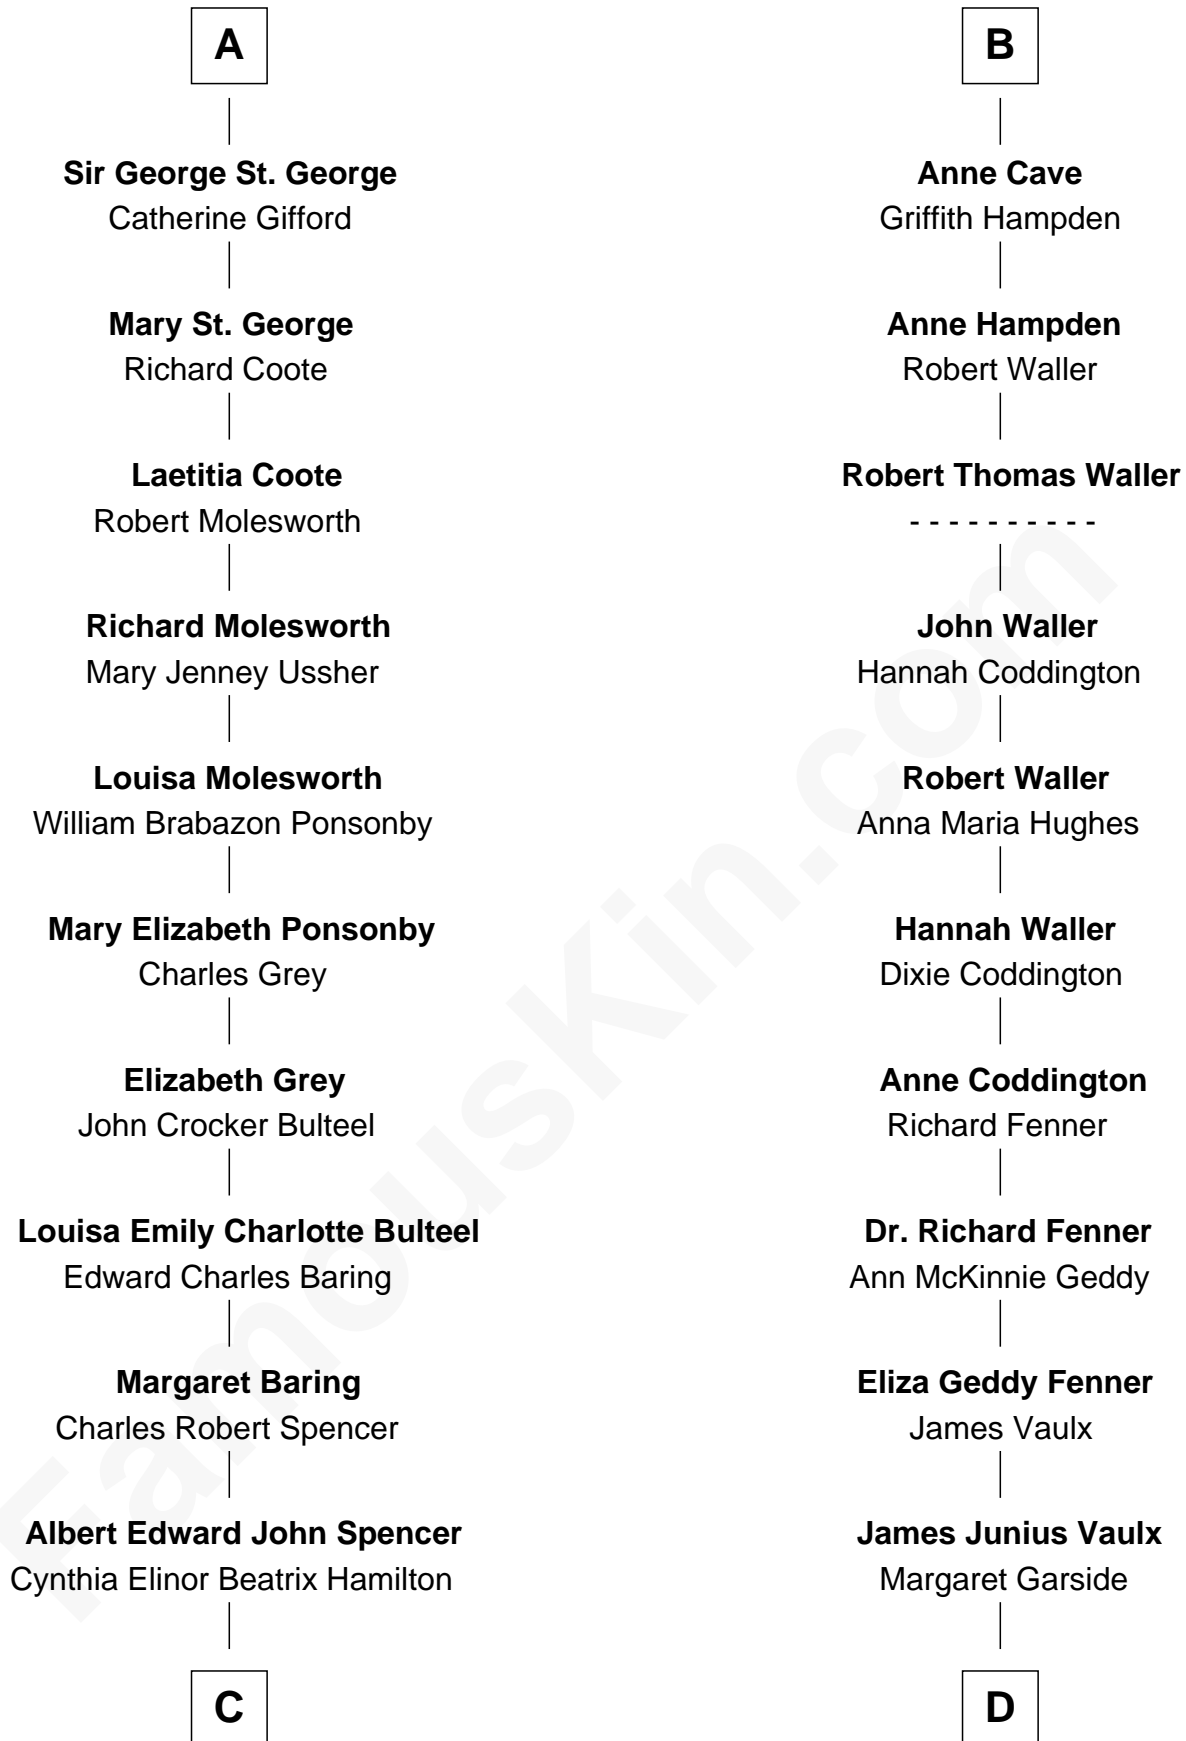 A
Sir George St. George
Catherine Gifford
Mary St. George
Richard Coote
Laetitia Coote
Robert Molesworth
Richard Molesworth
Mary Jenney Ussher
Louisa Molesworth
William Brabazon Ponsonby
Mary Elizabeth Ponsonby
Charles Grey
Elizabeth Grey
John Crocker Bulteel
Louisa Emily Charlotte Bulteel
Edward Charles Baring
Margaret Baring
Charles Robert Spencer
Albert Edward John Spencer
Cynthia Elinor Beatrix Hamilton
C
B
Anne Cave
Griffith Hampden
Anne Hampden
Robert Waller
Robert Thomas Waller
- - - - - - - - - -
John Waller
Hannah Coddington
Robert Waller
Anna Maria Hughes
Hannah Waller
Dixie Coddington
Anne Coddington
Richard Fenner
Dr. Richard Fenner
Ann McKinnie Geddy
Eliza Geddy Fenner
James Vaulx
James Junius Vaulx
Margaret Garside
D
FamousKin.com